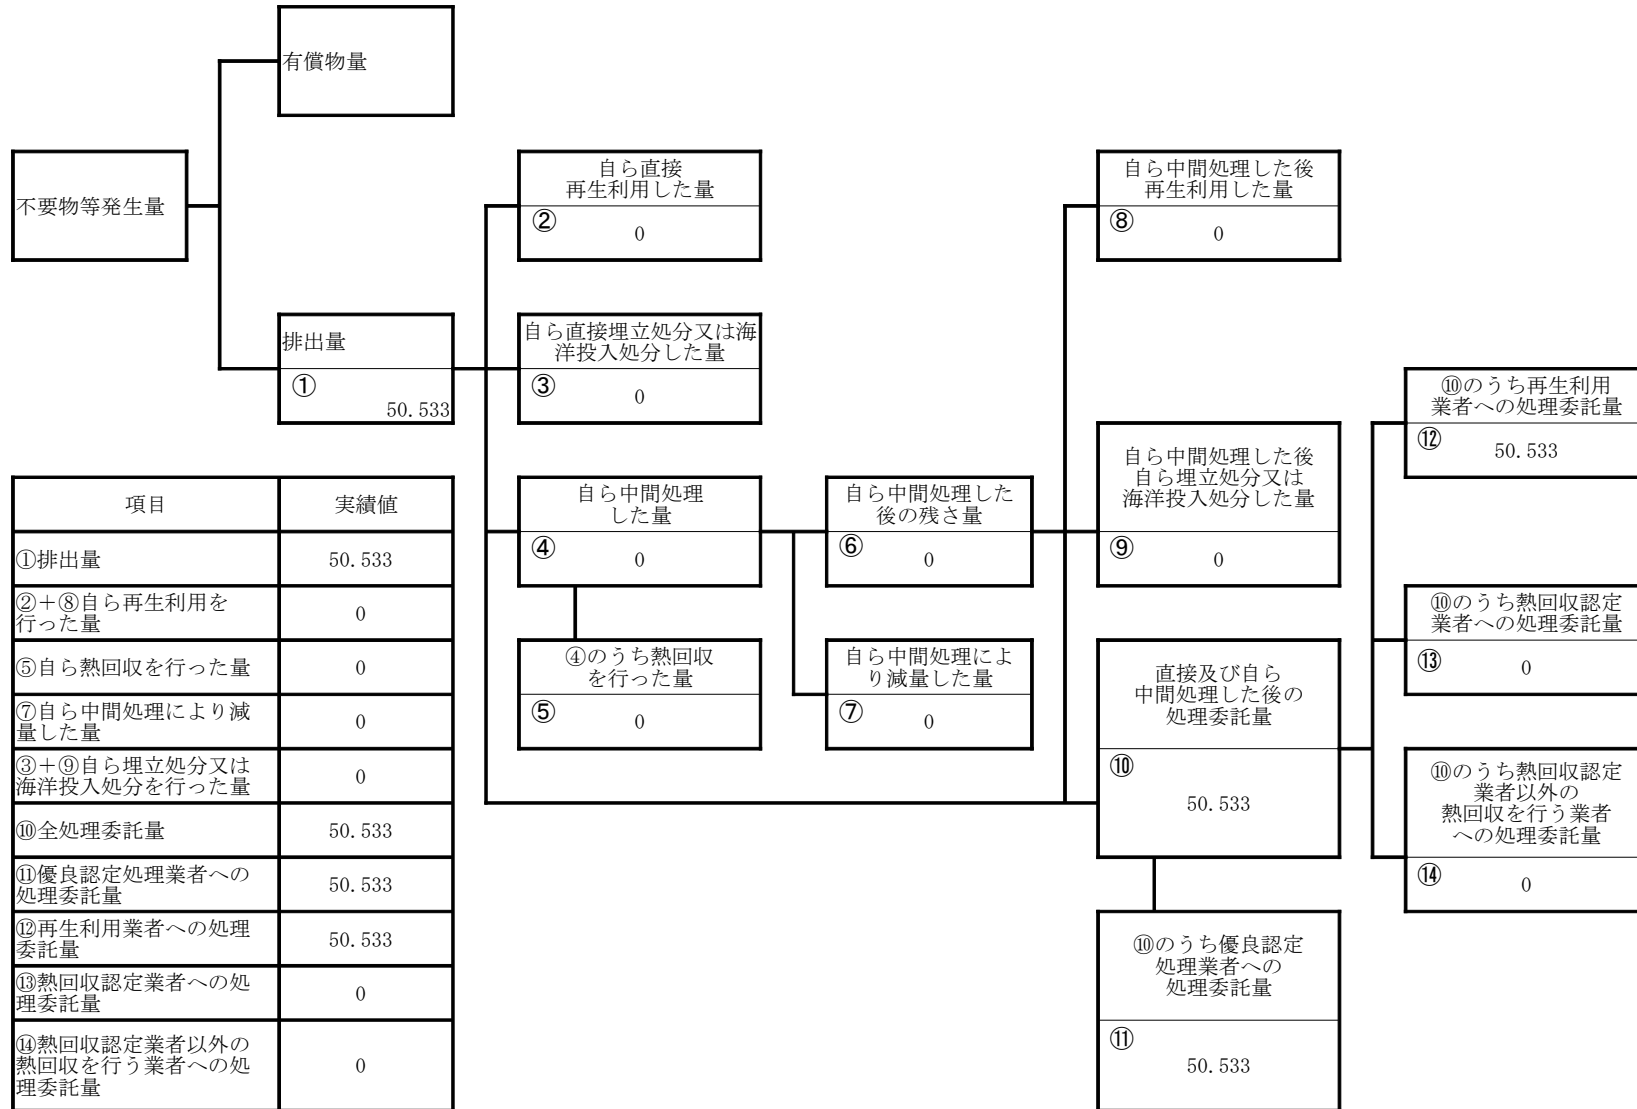 有償物量
不要物等発生量
排出量
①
50.533
自ら直接
再生利用した量
②
0
自ら直接埋立処分又は海
洋投入処分した量
③
0
自ら中間処理
した量
④
0
④のうち熱回収
を行った量
⑤
0
自ら中間処理した
後の残さ量
⑥
0
自ら中間処理によ
り減量した量
⑦
0
自ら中間処理した後
再生利用した量
⑧
0
自ら中間処理した後
自ら埋立処分又は
海洋投入処分した量
⑨
0
直接及び自ら
中間処理した後の
処理委託量
⑩
50.533
⑩のうち優良認定
処理業者への
処理委託量
⑪
50.533
⑩のうち再生利用
業者への処理委託量
⑫
50.533
⑩のうち熱回収認定
業者への処理委託量
⑬
0
⑩のうち熱回収認定
業者以外の
熱回収を行う業者
への処理委託量
⑭
0
項目 実績値
①排出量 50.533
②＋⑧自ら再生利用を
行った量 0
⑤自ら熱回収を行った量 0
⑦自ら中間処理により減
量した量 0
③＋⑨自ら埋立処分又は
海洋投入処分を行った量 0
⑩全処理委託量 50.533
⑪優良認定処理業者への
処理委託量 50.533
⑫再生利用業者への処理
委託量 50.533
⑬熱回収認定業者への処
理委託量 0
⑭熱回収認定業者以外の
熱回収を行う業者への処
理委託量 0